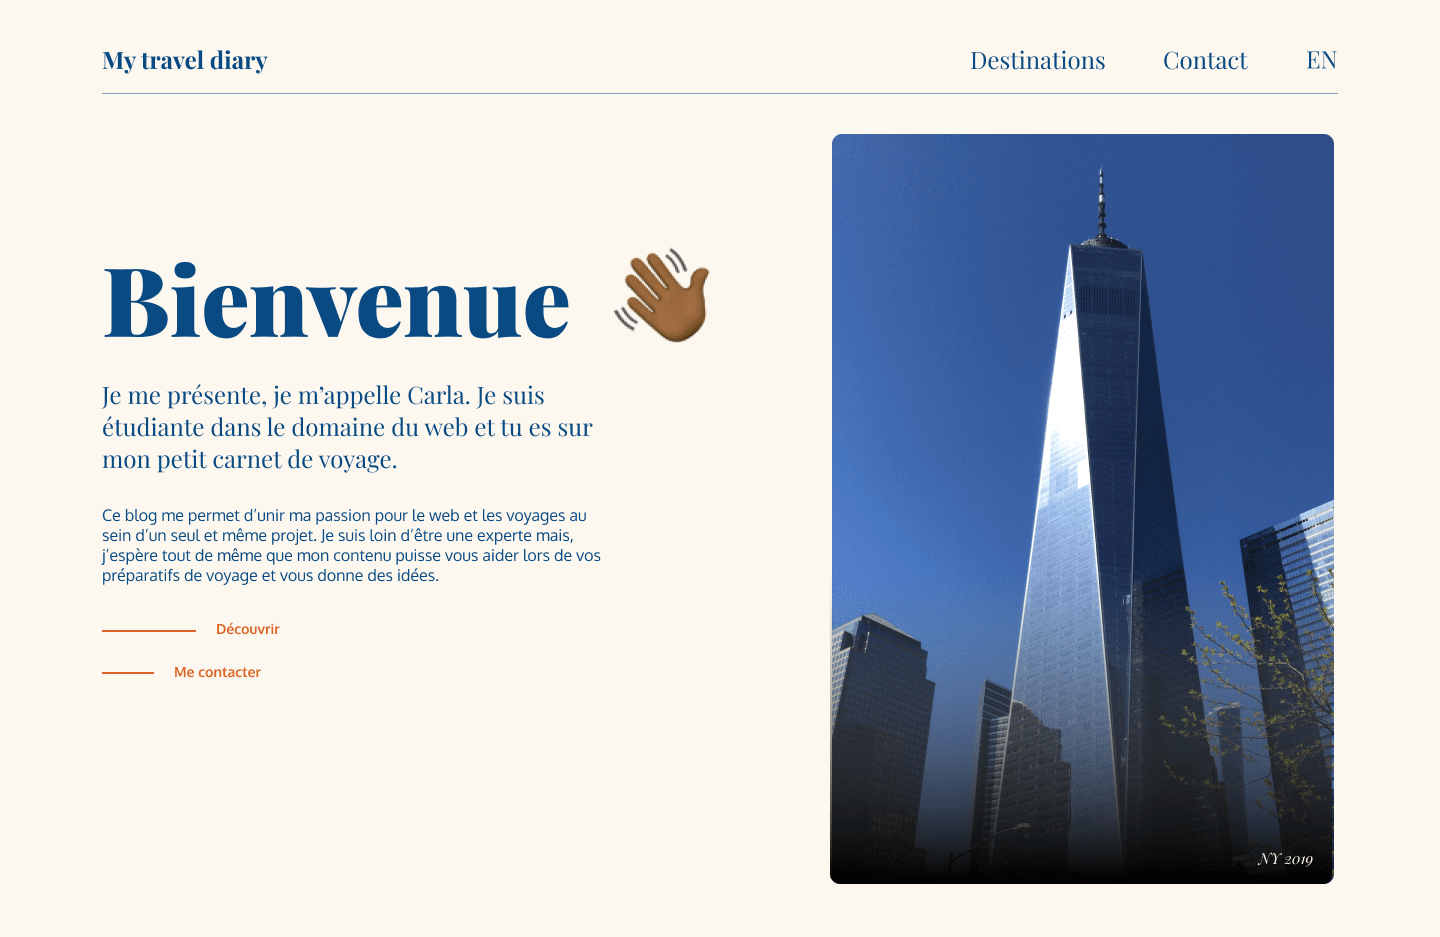 My travel diary
Destinations
Contact
EN
Bienvenue
Je me présente, je m’appelle Carla. Je suis
étudiante dans le domaine du web et tu es sur
mon petit carnet de voyage.
Ce blog me permet d’unir ma passion pour le web et les voyages au
sein d’un seul et même projet. Je suis loin d’être une experte mais,
j’espère tout de même que mon contenu puisse vous aider lors de vos
préparatifs de voyage et vous donne des idées.
Découvrir
Me contacter
NY 2019